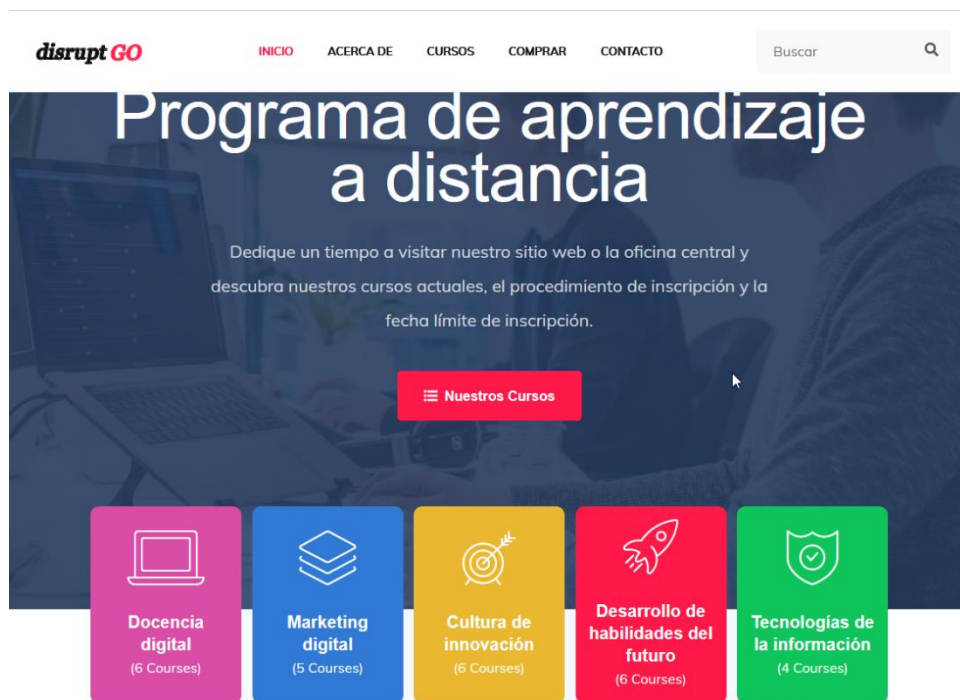 disrupt GO
INICIO ACERCA DE CURSOS COMPRAR CONTACTO
Buscar
Programa de aprendizaje
a distancia
Dedique un tiempo a visitar nuestro sitio web o la oficina central y
descubra nuestros cursos actuales, el procedimiento de inscripción y la
fecha límite de inscripción.
Nuestros Cursos
Docencia
digital
(6 Courses)
Marketing
digital
(5 Courses)
Cultura de
innovación
(6 Courses)
Desarrollo de
habilidades del
futuro
(6 Courses)
Tecnologías de
la información
(4 Courses)